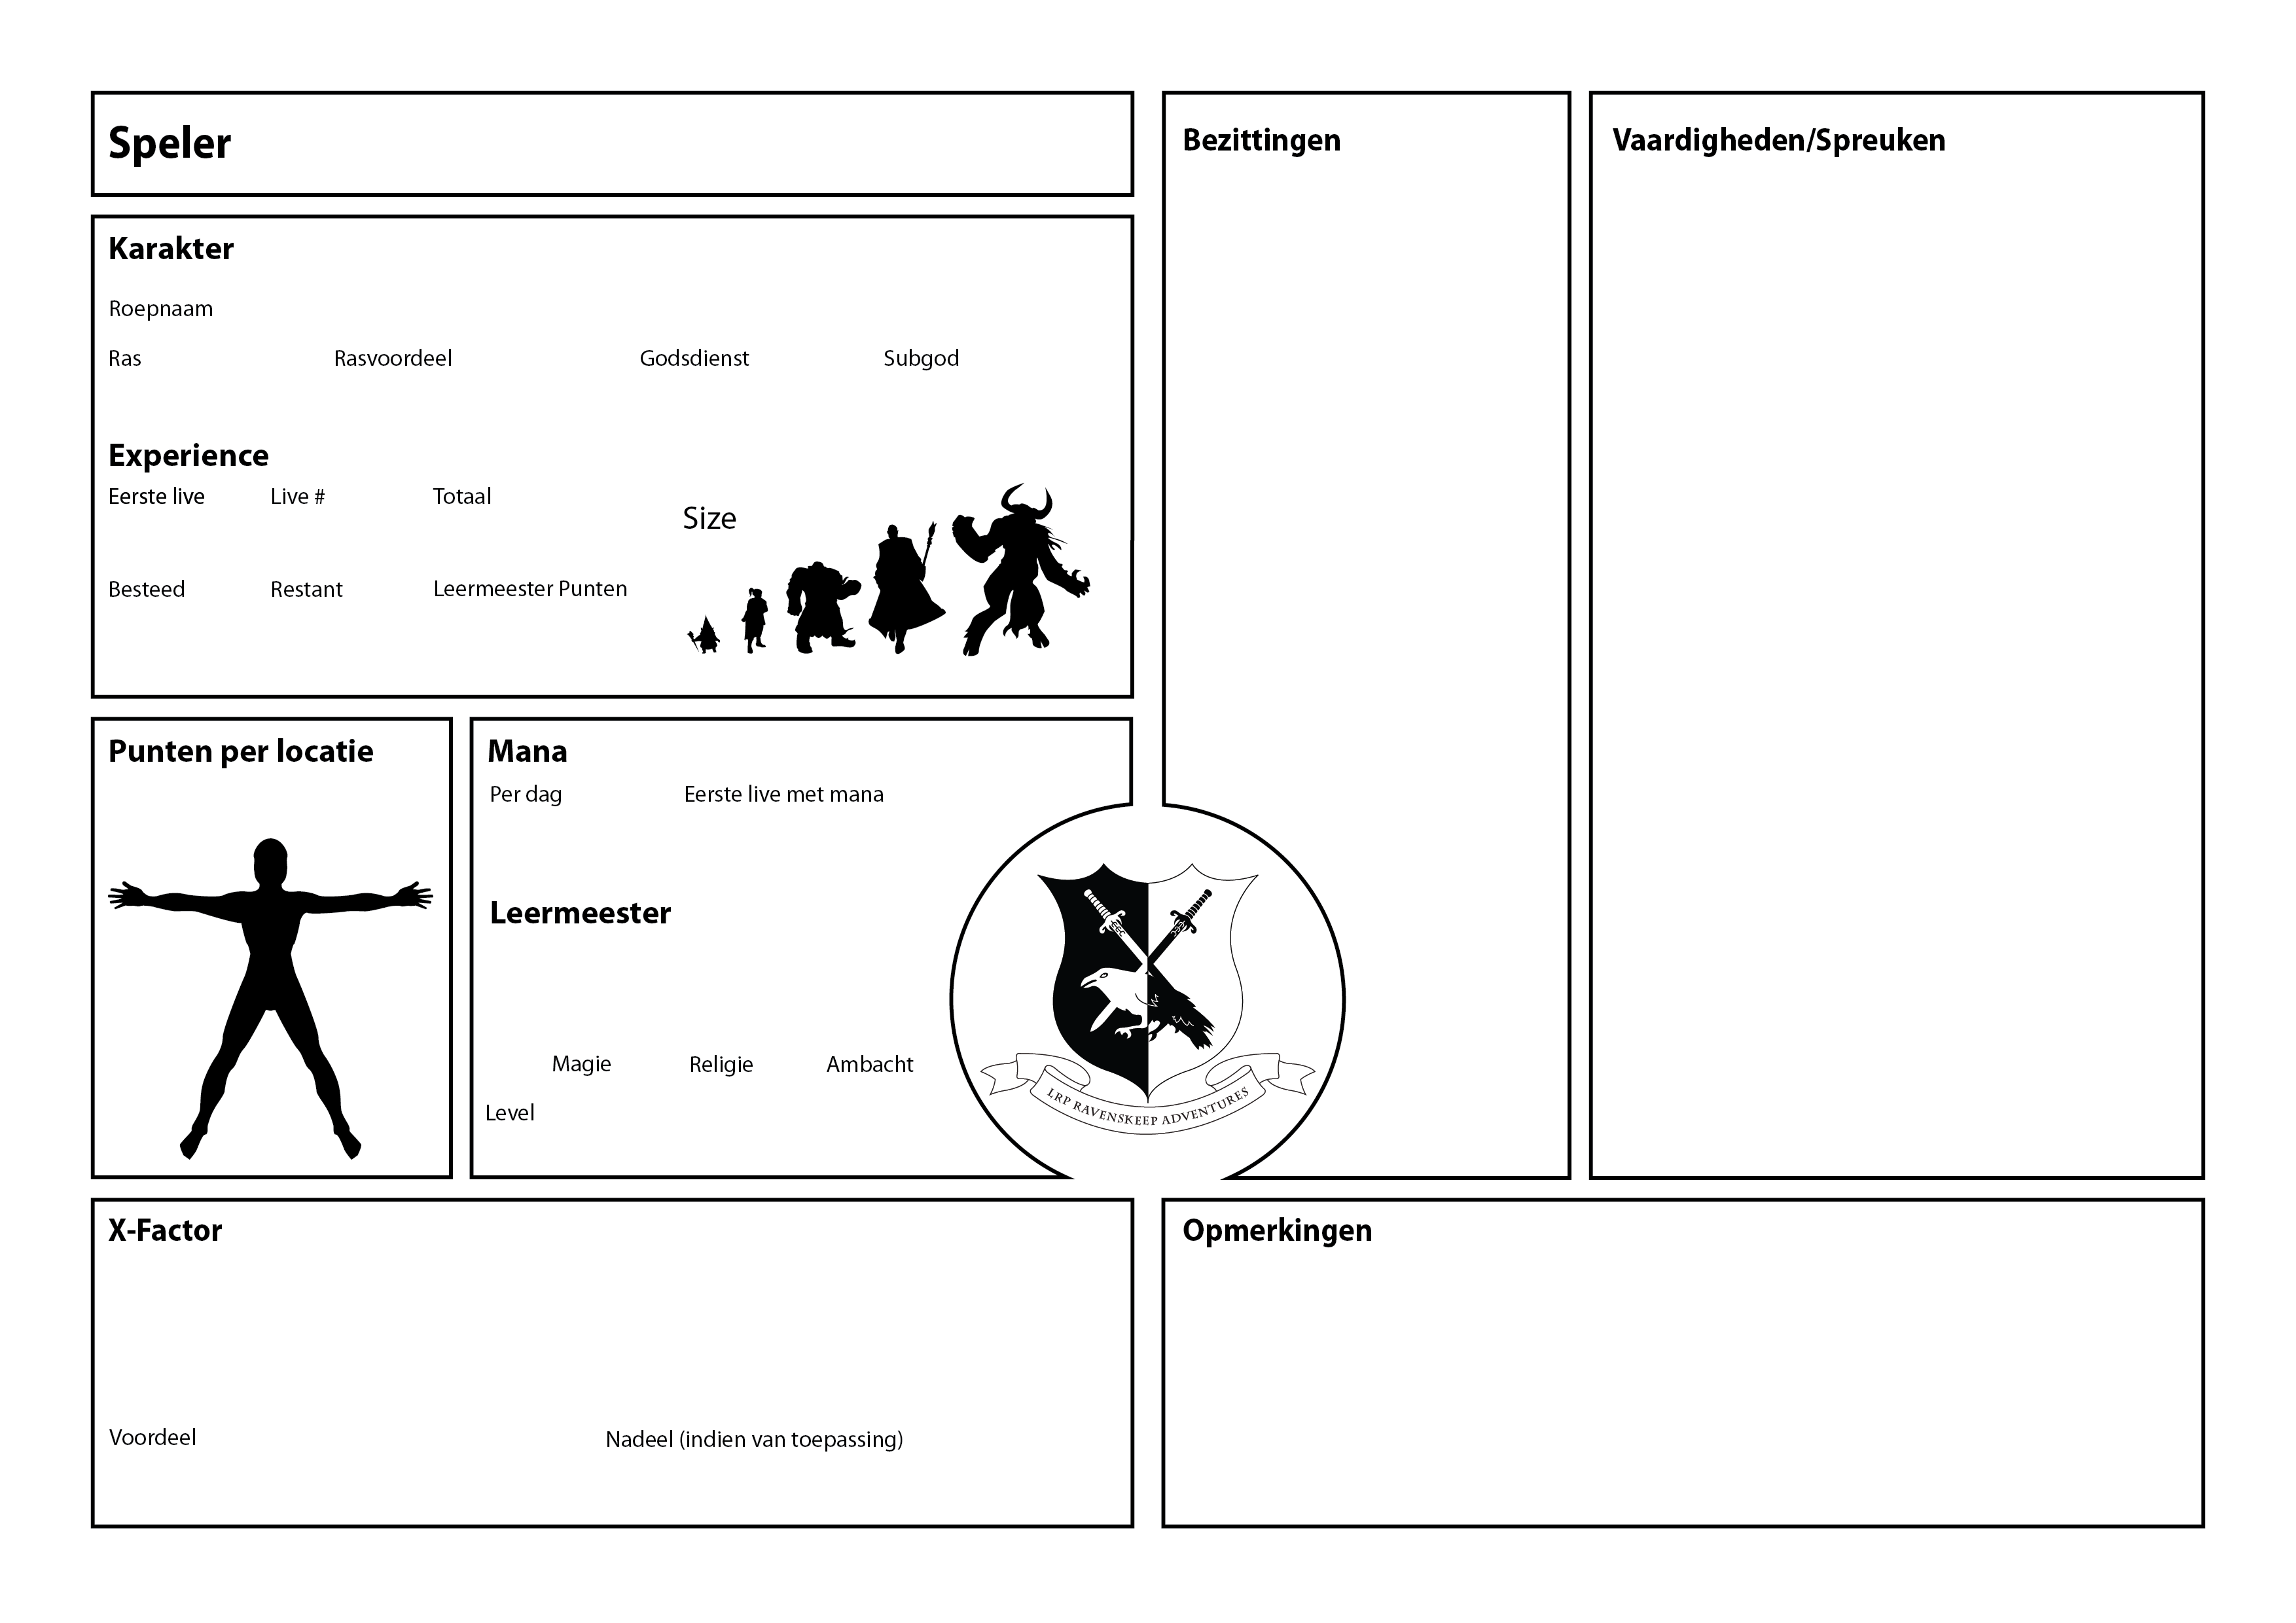 Speler
Karakter
Roepnaam
Ras Rasvoordeel Godsdienst Subgod
Experience
Eerste live Live # Totaal
Size
Besteed Restant Leermeester Punten
Punten per locatie
Mana
Per dag Eerste live met mana
Leermeester
Magie Religie Ambacht
Level
Bezittingen
Vaardigheden/Spreuken
LRP RAVENSKEEP ADVENTURES
X-Factor
Voordeel Nadeel (indien van toepassing)
Opmerkingen